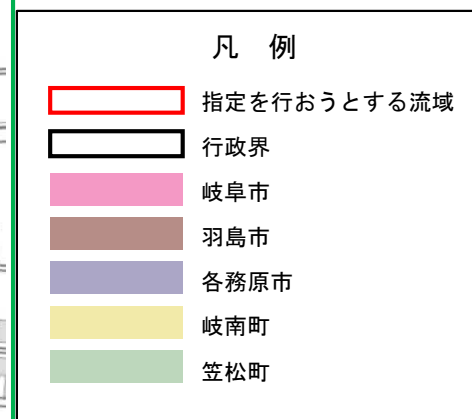 凡 例
指定を行おうとする流域
行政界
岐阜市
羽島市
各務原市
岐南町
笠松町